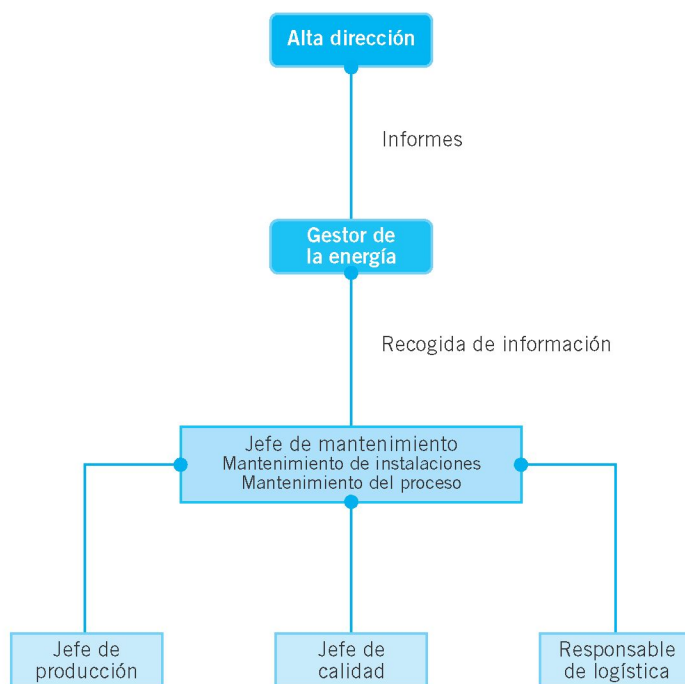 Alta dirección
Informes
Gestor de
la energía
Recogida de información
Jefe de mantenimiento
Mantenimiento de instalaciones
Mantenimiento del proceso
Jefe de
producción
Jefe de
calidad
Responsable
de logística